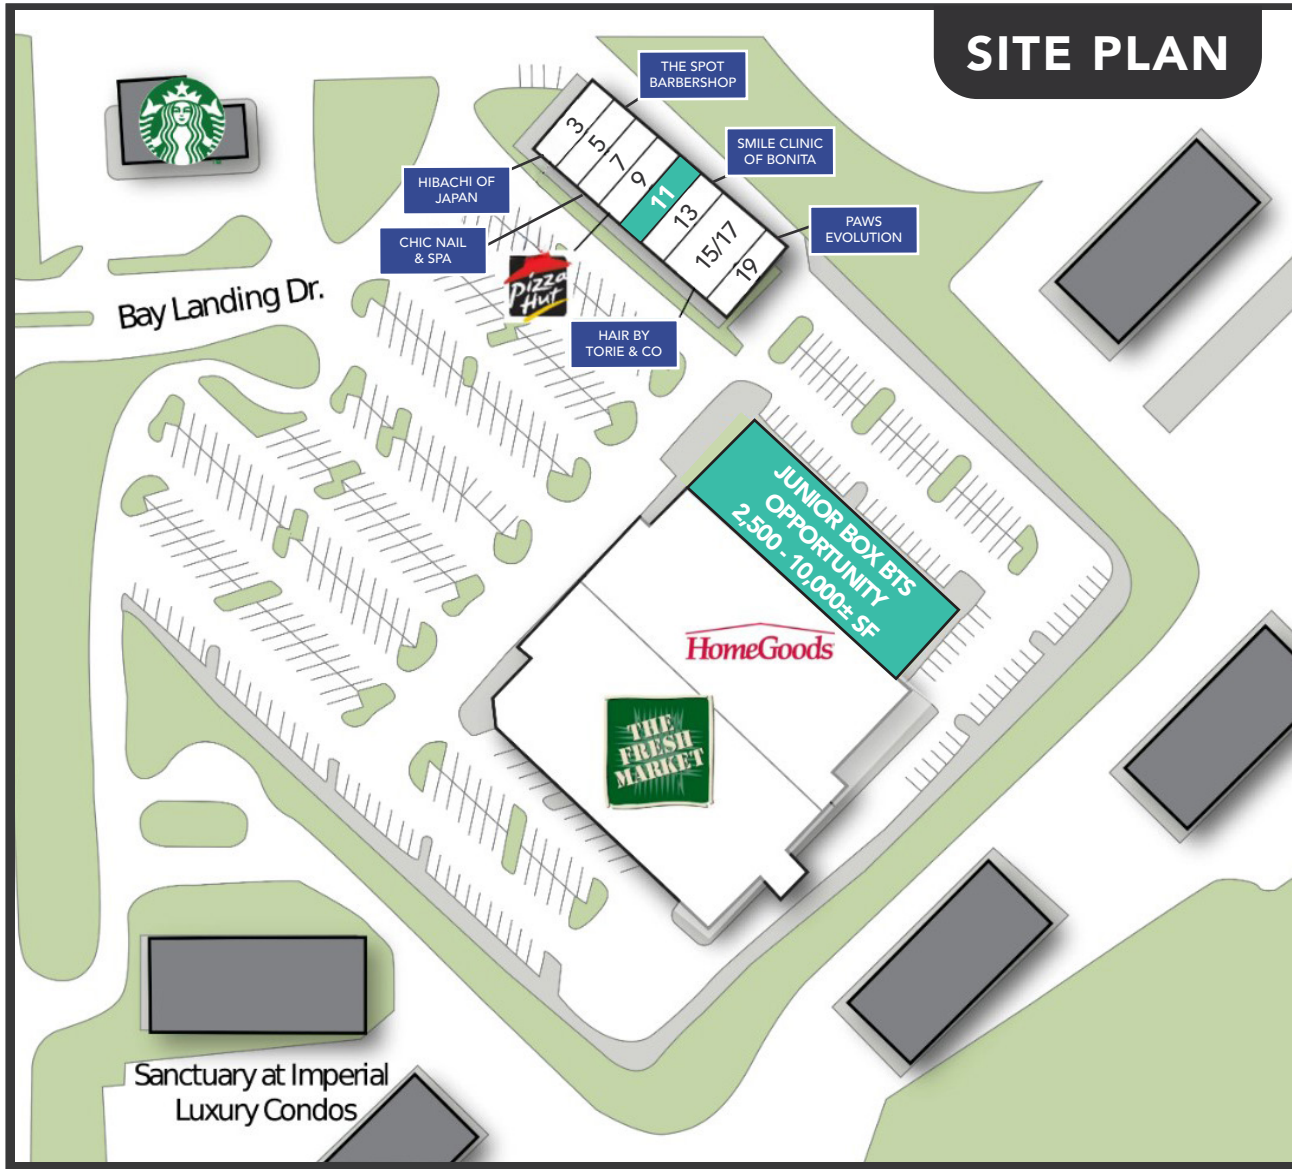 SITE PLAN
THE SPOT
BARBERSHOP
SMILE CLINIC
OF BONITA
HIBACHI OF
JAPAN
PAWS
EVOLUTION
CHIC NAIL
& SPA
HAIR BY
TORIE & CO
3
5
7
9
11
13
15/17
19
Pizza
Hut
Bay Landing Dr.
JUNIOR BOX BTS
OPPORTUNITY
2,500 - 10,000± SF
HomeGoods
THE
FRESH
MARKET
Sanctuary at Imperial
Luxury Condos